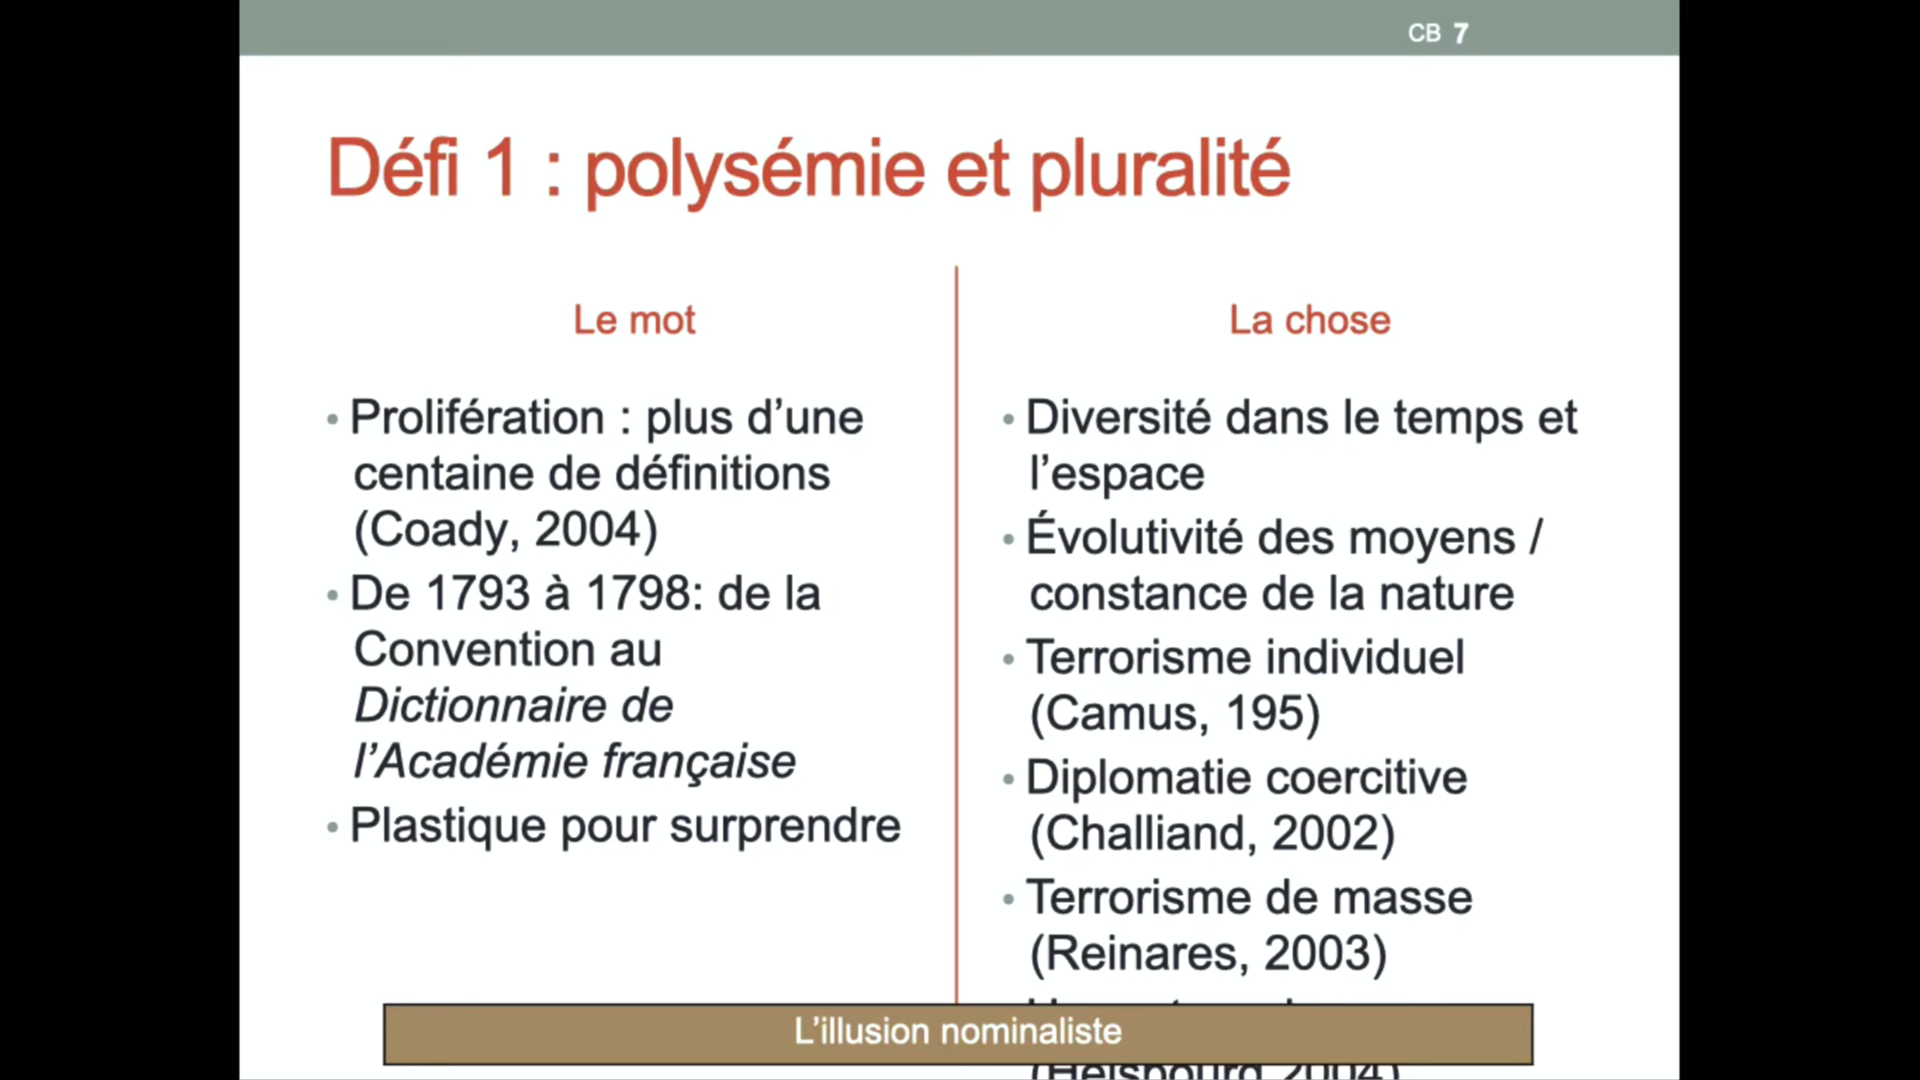 CB 7
Défi 1 : polysémie et pluralité
Le mot
• Prolifération : plus d’une
centaine de définitions
(Coady, 2004)
• De 1793 à 1798: de la
Convention au
Dictionnaire de
l’Académie française
• Plastique pour surprendre
La chose
• Diversité dans le temps et
l’espace
• Évolutivité des moyens /
constance de la nature
• Terrorisme individuel
(Camus, 195)
• Diplomatie coercitive
(Challiand, 2002)
• Terrorisme de masse
(Reinares, 2003)
L’illusion nominaliste
(Heisbourg 2004)